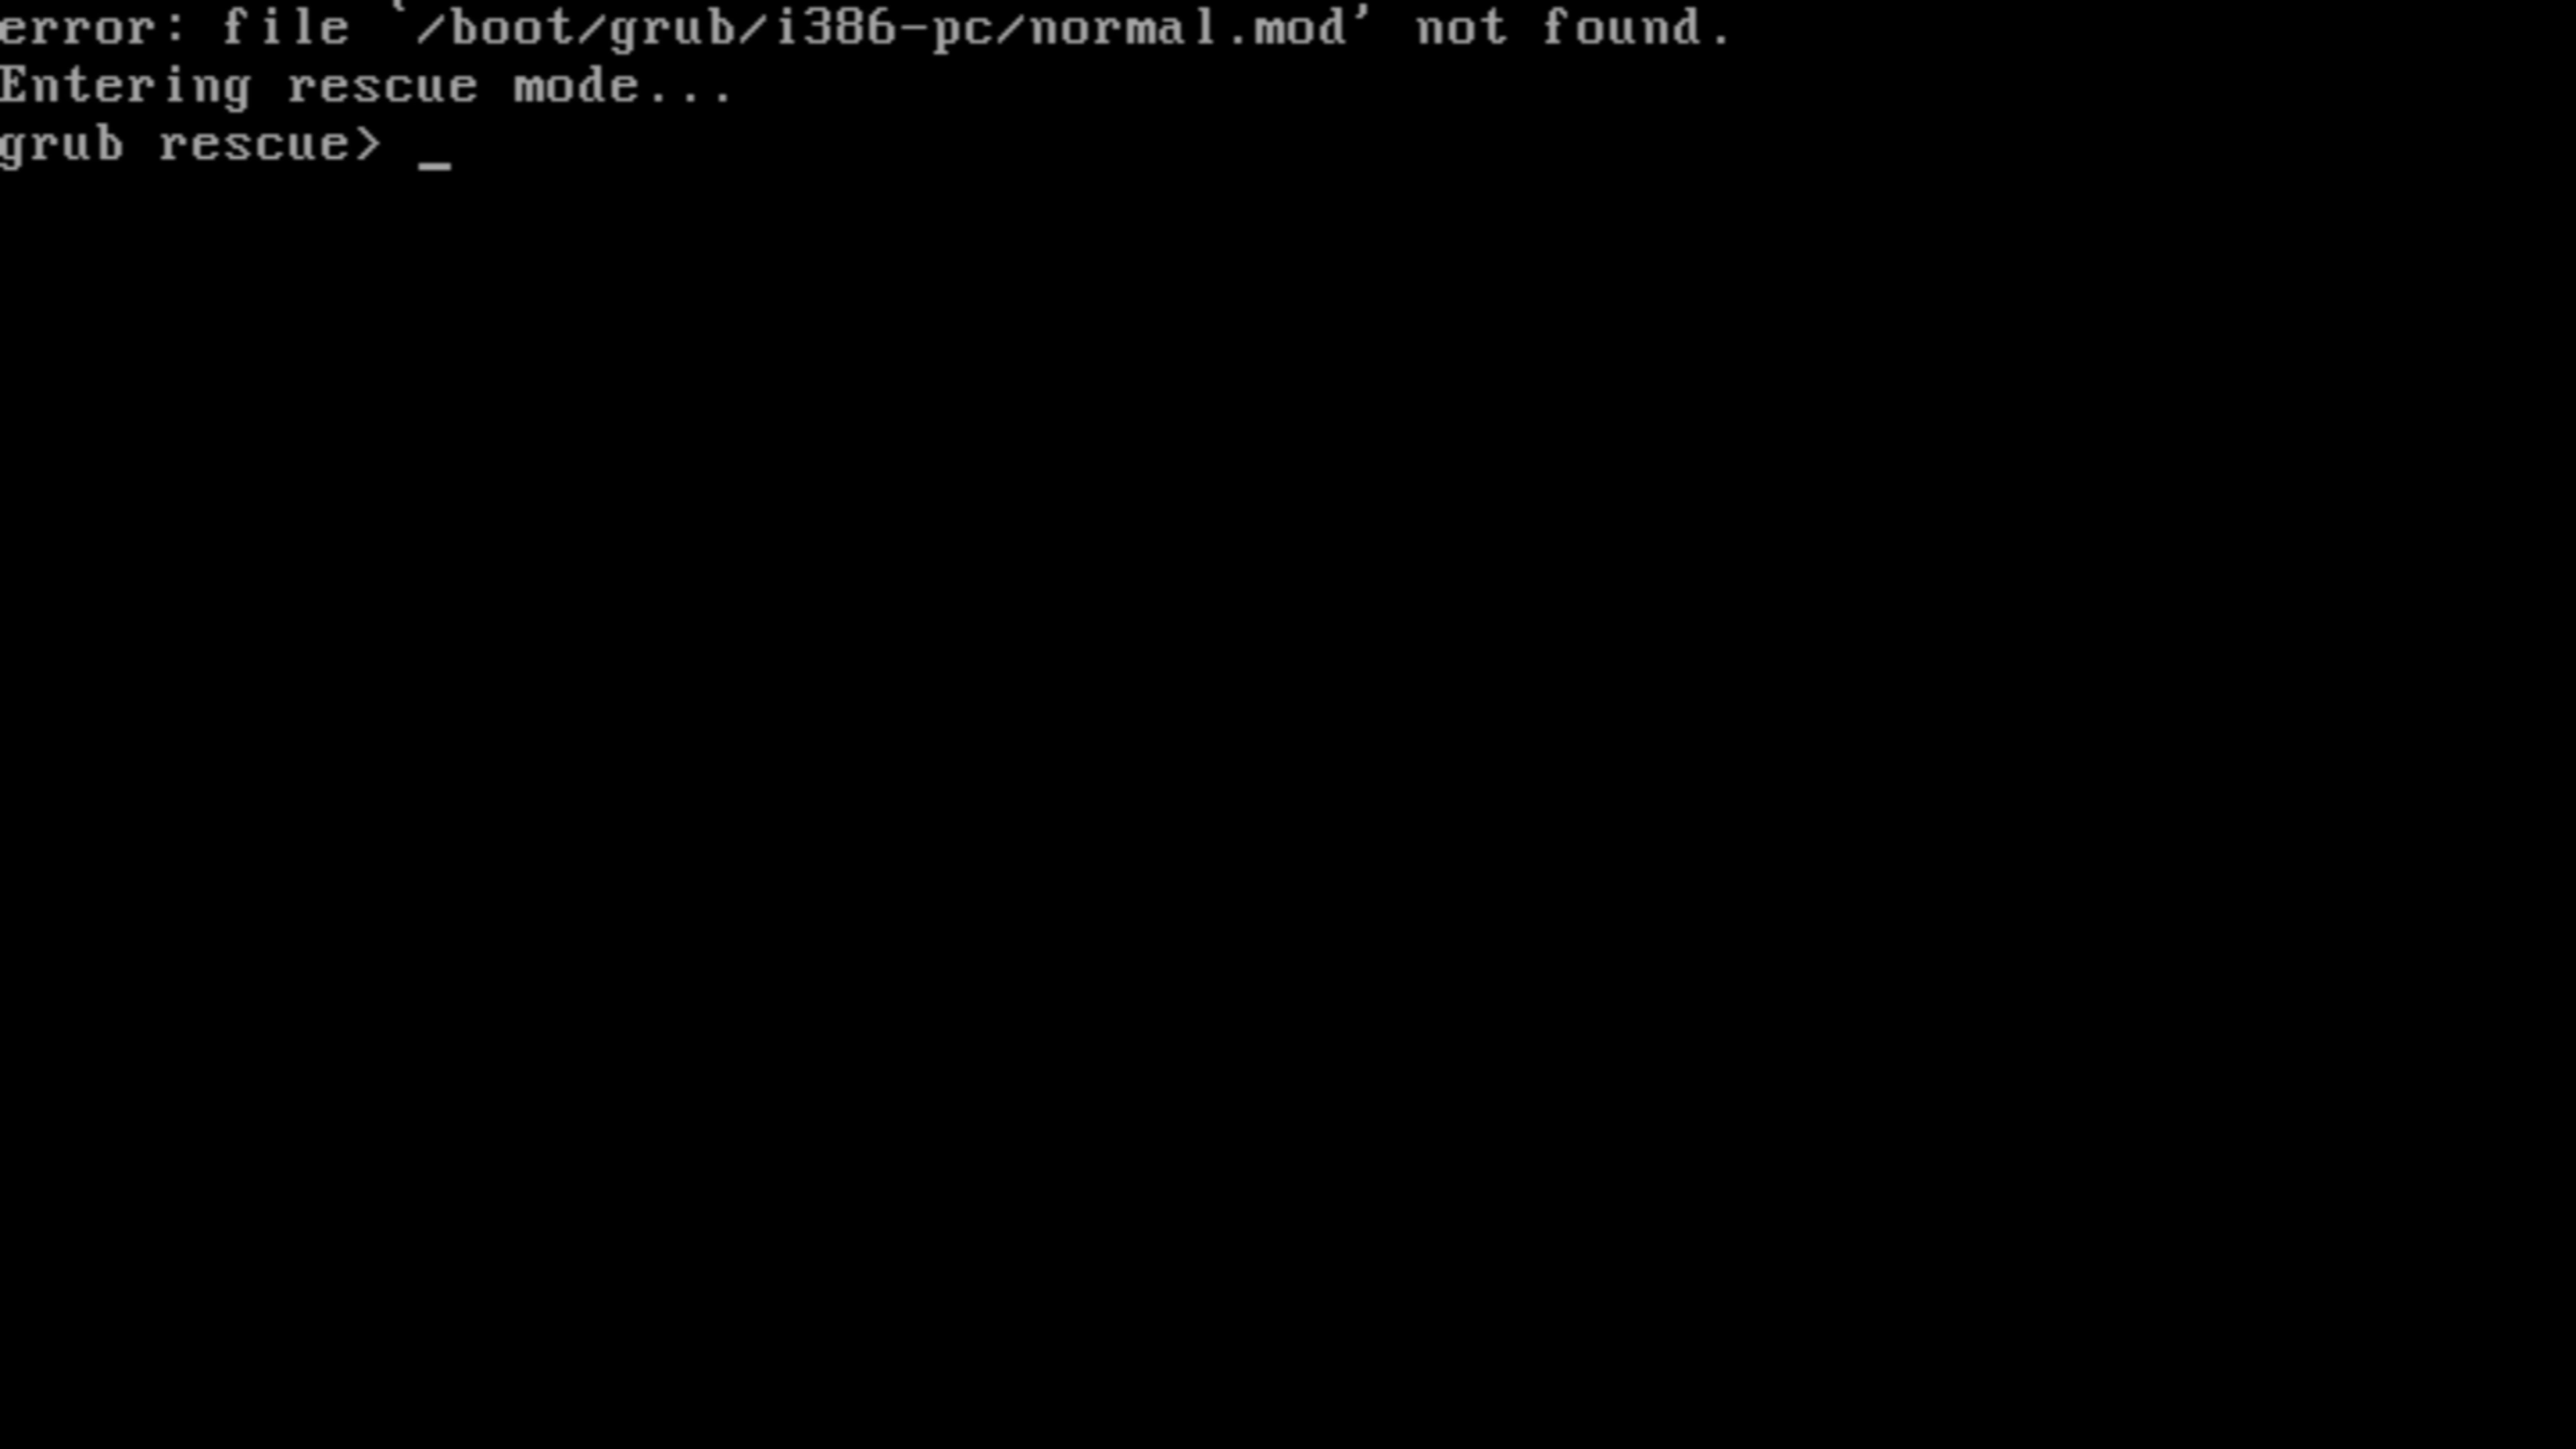 error: file `/boot/grub/i386-pc/normal.mod' not found.
Entering rescue mode...
grub rescue> _